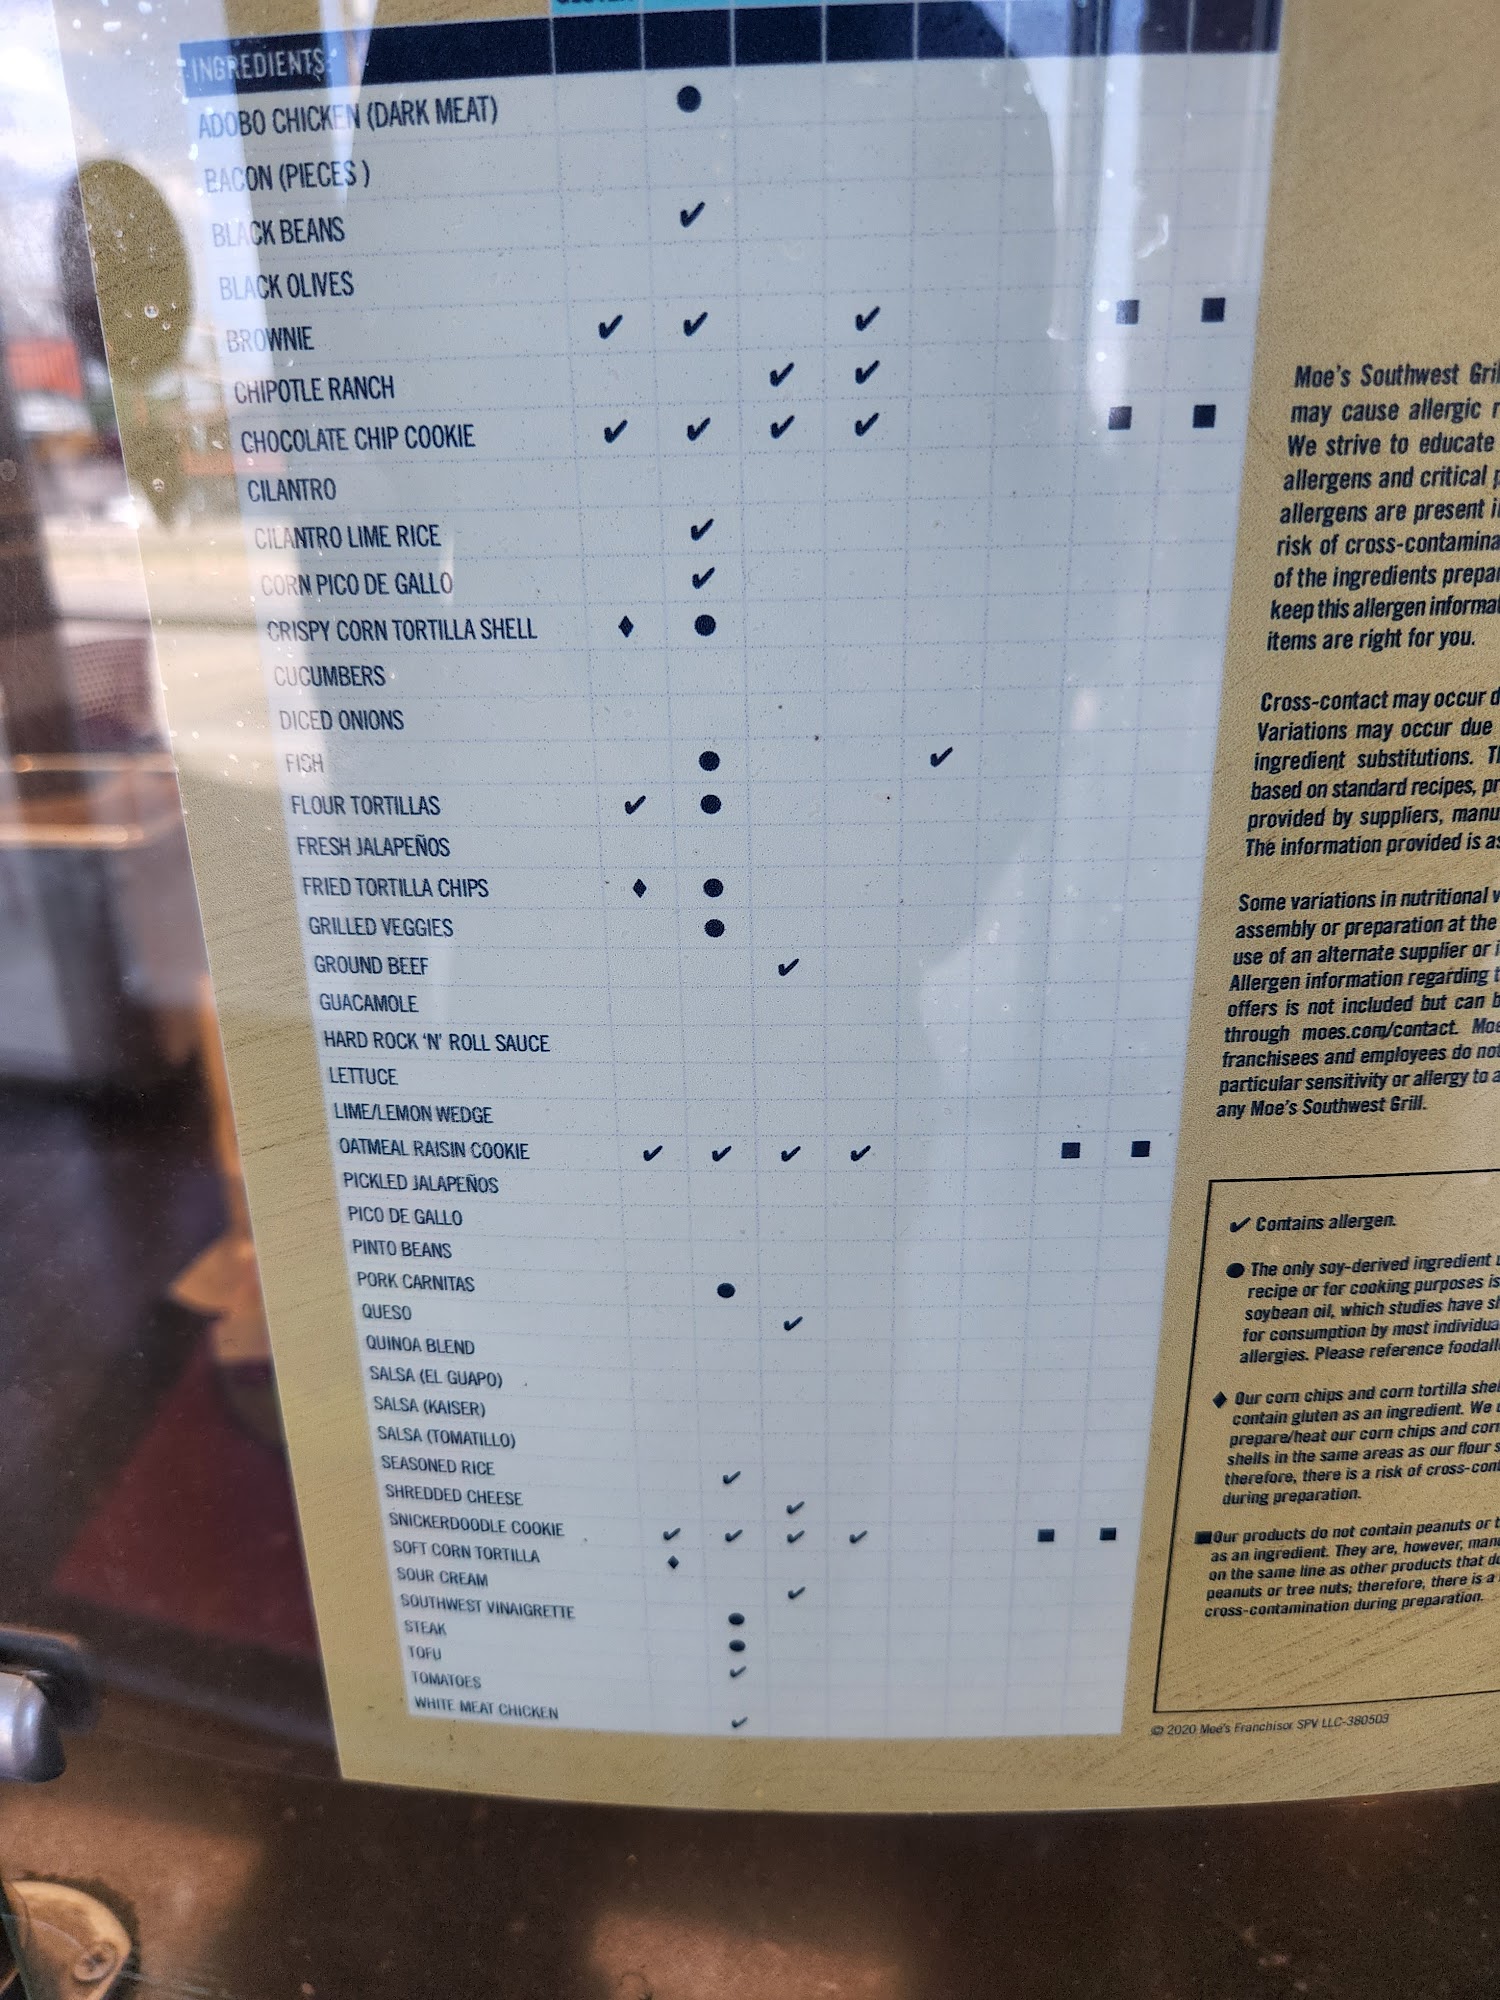 INGREDIENTS
ADOBO CHICKEN (DARK MEAT) ●
BACON (PIECES )
BLACK BEANS ✔
BLACK OLIVES
BROWNIE ✔ ✔ ✔ ■ ■
CHIPOTLE RANCH ✔ ✔
CHOCOLATE CHIP COOKIE ✔ ✔ ✔ ✔ ■ ■
CILANTRO
CILANTRO LIME RICE ✔
CORN PICO DE GALLO ✔
CRISPY CORN TORTILLA SHELL ♦ ●
CUCUMBERS
DICED ONIONS
FISH ● ✔
FLOUR TORTILLAS ✔ ●
FRESH JALAPEÑOS
FRIED TORTILLA CHIPS ♦ ●
GRILLED VEGGIES ●
GROUND BEEF ✔
GUACAMOLE
HARD ROCK ‘N’ ROLL SAUCE
LETTUCE
LIME/LEMON WEDGE
OATMEAL RAISIN COOKIE ✔ ✔ ✔ ✔ ■ ■
PICKLED JALAPEÑOS
PICO DE GALLO
PINTO BEANS
PORK CARNITAS ●
QUESO ✔
QUINOA BLEND
SALSA (EL GUAPO)
SALSA (KAISER)
SALSA (TOMATILLO)
SEASONED RICE ✔
SHREDDED CHEESE ✔
SNICKERDOODLE COOKIE ✔ ✔ ✔ ✔ ■ ■
SOFT CORN TORTILLA ♦
SOUR CREAM ✔
SOUTHWEST VINAIGRETTE ●
STEAK ●
TOFU ✔
TOMATOES
WHITE MEAT CHICKEN ✔
Moe's Southwest
may cause allergic
We strive to educate
allergens and critical
allergens are present
risk of
of the ingredients
keep this allergen
items are right for you.
Cross-contact may occur
Variations may occur due
ingredient substitutions.
based on standard recipes,
provided by suppliers,
The information provided is
Some variations in nutritional
assembly or preparation at the
use of an alternate supplier or
Allergen information regarding
offers is not included but can
through moes.com/contact.
franchisees and employees do not
particular sensitivity or allergy to
any Moe's Southwest Grill.
✔ Contains allergen.
● The only soy-derived ingredient
recipe or for cooking purposes is
soybean oil, which studies have
for consumption by most
allergies. Please reference
♦ Our corn chips and corn tortilla
contain gluten as an ingredient. We
prepare/heat our corn chips and corn
shells in the same areas as our flour
therefore, there is a risk of
during preparation.
■ Our products do not contain peanuts or
as an ingredient. They are, however,
on the same line as other products that
peanuts or tree nuts; therefore, there is a
cross-contamination during preparation.
© 2020 Moe's Franchisor SPV LLC-380503